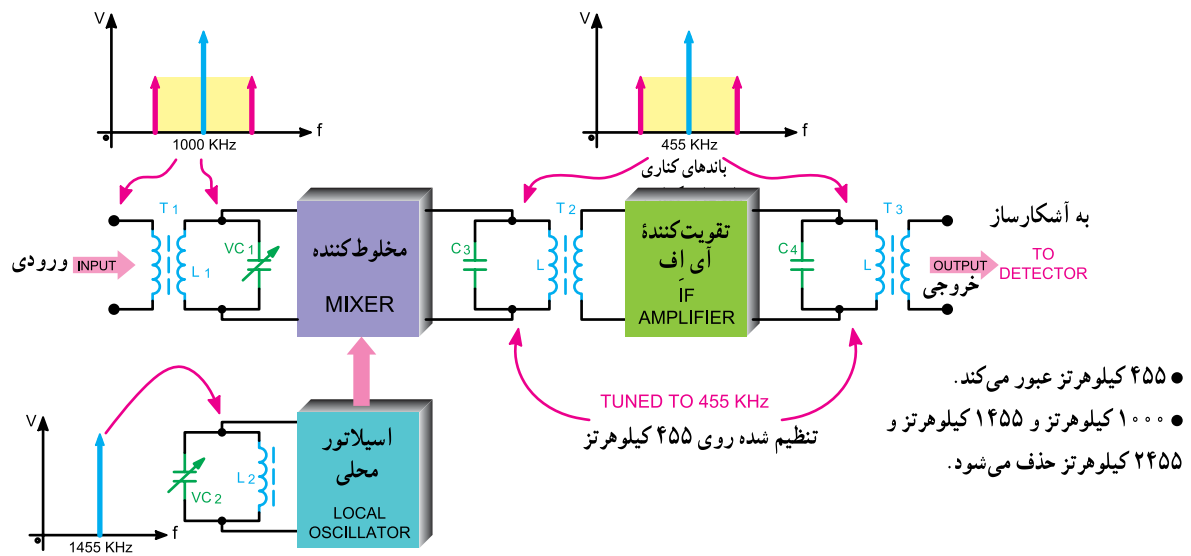 V
f
1000 KHz
V
f
455 KHz
باندهای کناری
ورودی
INPUT
T 1
L 1
VC 1
مخلوط‌کننده
MIXER
C 3
T 2
L
تقویت‌کنندهٔ
آی اِف
IF
AMPLIFIER
C 4
T 3
L
OUTPUT
خروجی
به آشکارساز
TO
DETECTOR
TUNED TO 455 KHz
تنظیم شده روی ۴۵۵ کیلوهرتز
● ۴۵۵ کیلوهرتز عبور می‌کند.
● ۱۰۰۰ کیلوهرتز و ۱۴۵۵ کیلوهرتز و
۲۴۵۵ کیلوهرتز حذف می‌شود.
V
f
1455 KHz
VC 2
L 2
اسیلاتور
محلی
LOCAL
OSCILLATOR